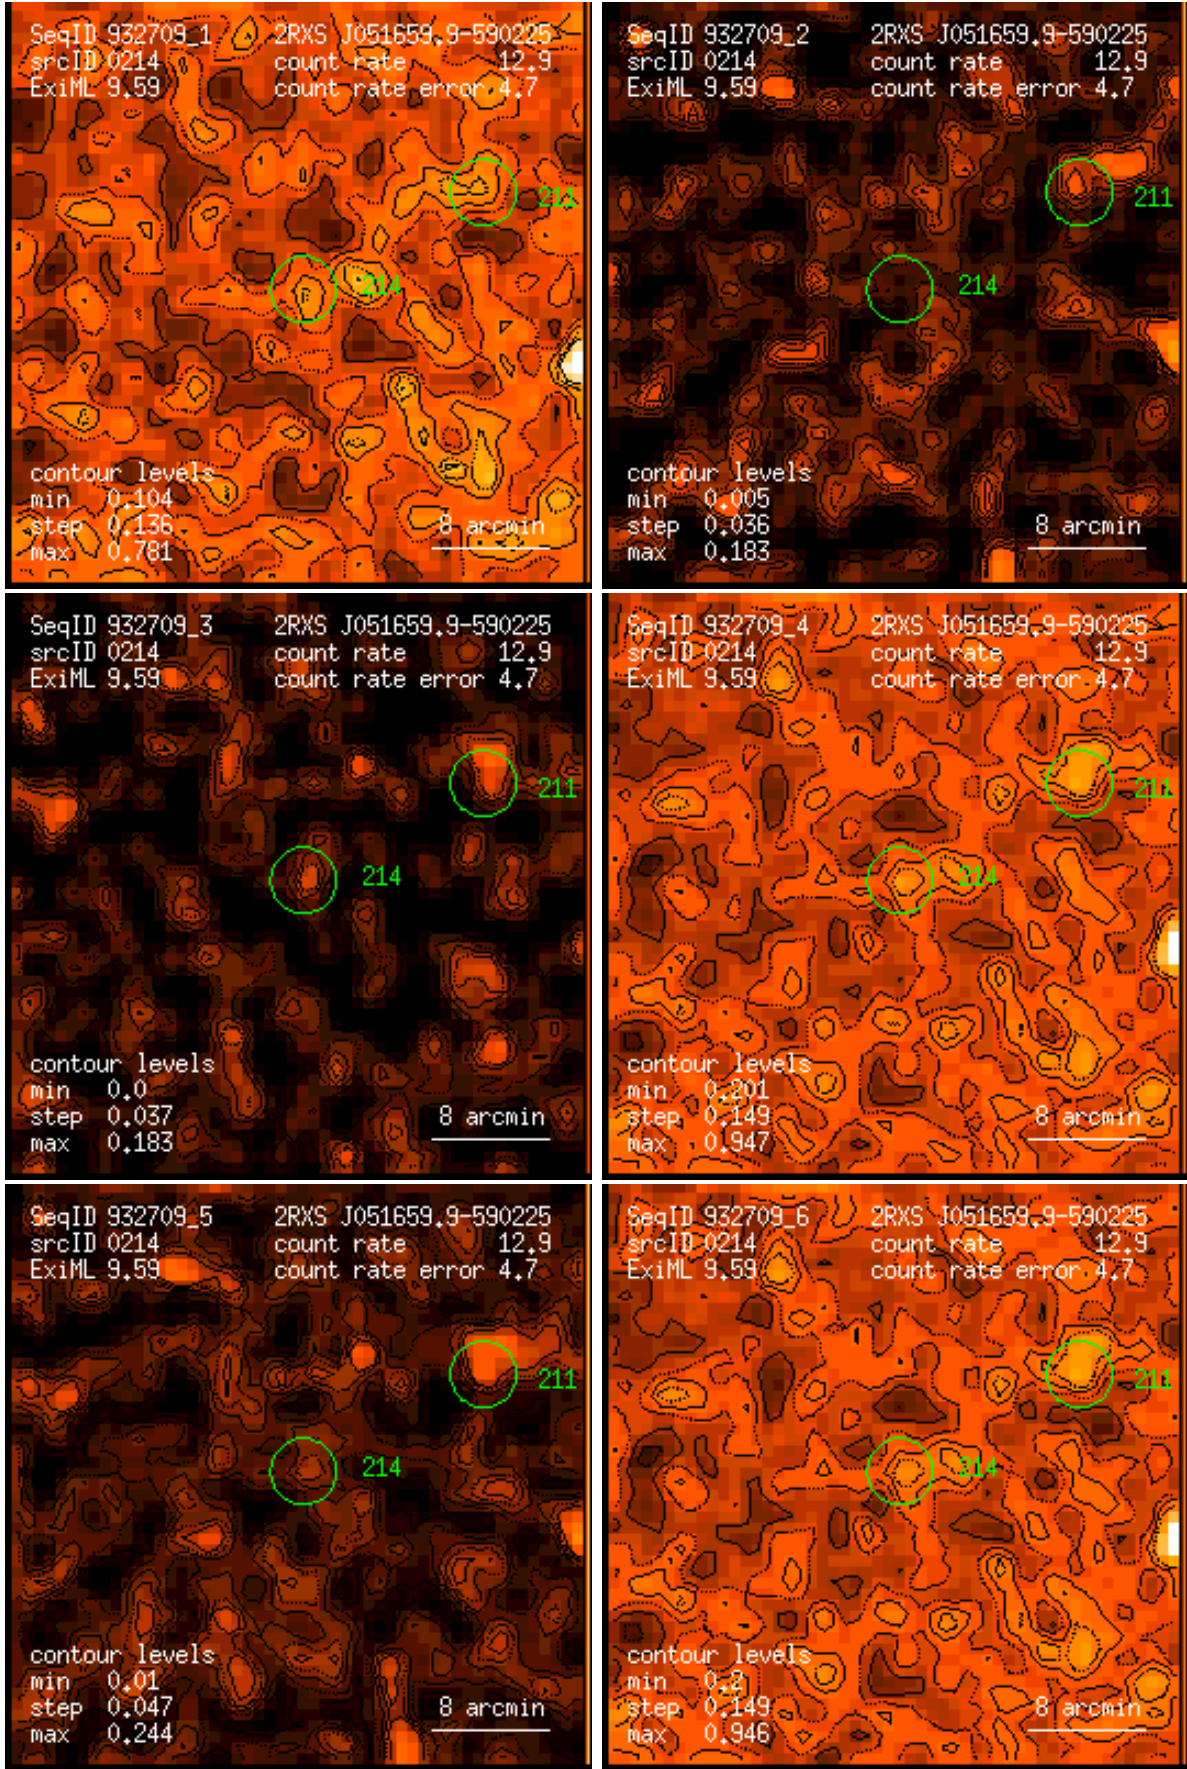 SeqID 932709_1 2RXS J051659.9-590225
srcID 0214 count rate 12.9
ExiML 9.59 count rate error 4.7
211
214
contour levels
min 0.104
step 0.136
max 0.781
8 arcmin
SeqID 932709_2 2RXS J051659.9-590225
srcID 0214 count rate 12.9
ExiML 9.59 count rate error 4.7
211
214
contour levels
min 0.005
step 0.036
max 0.183
8 arcmin
SeqID 932709_3 2RXS J051659.9-590225
srcID 0214 count rate 12.9
ExiML 9.59 count rate error 4.7
211
214
contour levels
min 0.0
step 0.037
max 0.183
8 arcmin
SeqID 932709_4 2RXS J051659.9-590225
srcID 0214 count rate 12.9
ExiML 9.59 count rate error 4.7
211
214
contour levels
min 0.201
step 0.149
max 0.947
8 arcmin
SeqID 932709_5 2RXS J051659.9-590225
srcID 0214 count rate 12.9
ExiML 9.59 count rate error 4.7
211
214
contour levels
min 0.01
step 0.047
max 0.244
8 arcmin
SeqID 932709_6 2RXS J051659.9-590225
srcID 0214 count rate 12.9
ExiML 9.59 count rate error 4.7
211
214
contour levels
min 0.2
step 0.149
max 0.946
8 arcmin